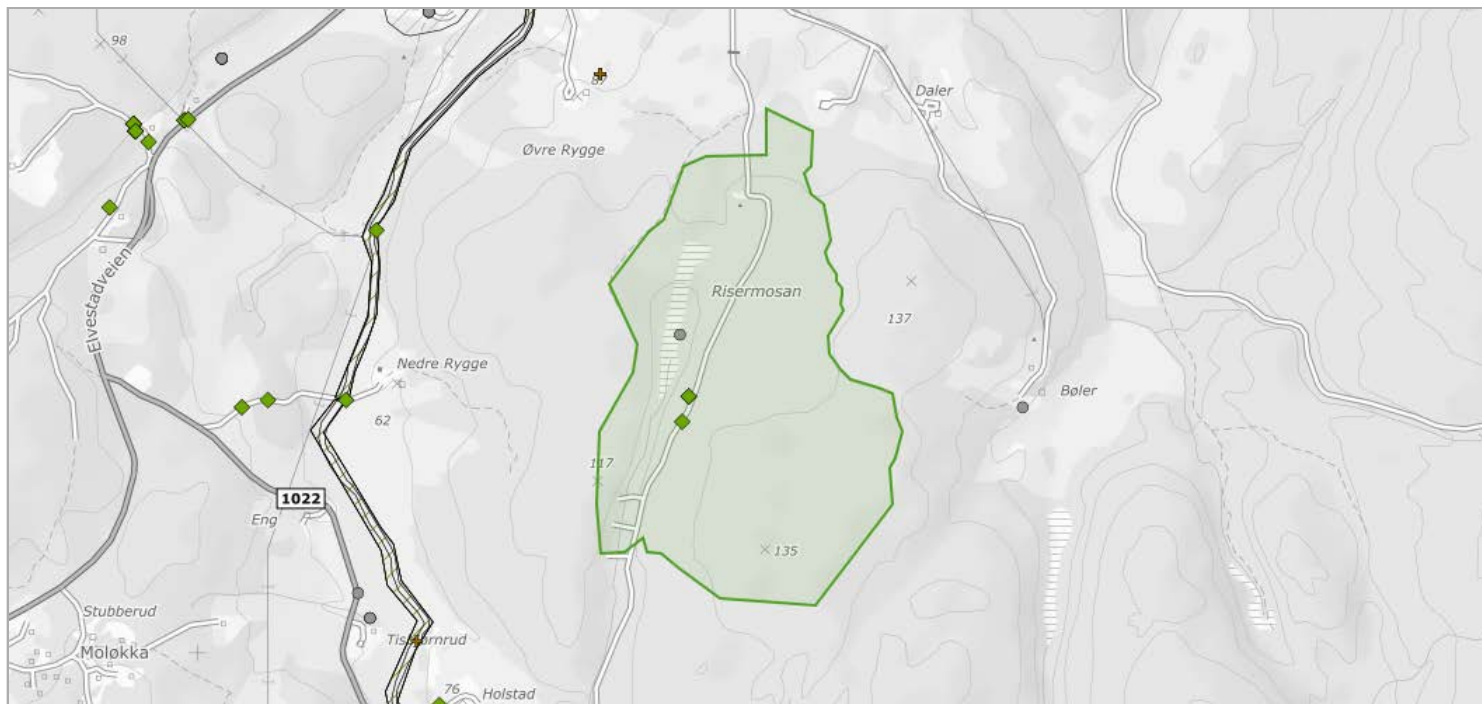 98
87
Daler
Øvre Rygge
Risermosan
137
Elvestadveien
Nedre Rygge
Bøler
62
117
1022
Eng
135
Stubberud
Moløkka
76
Holstad